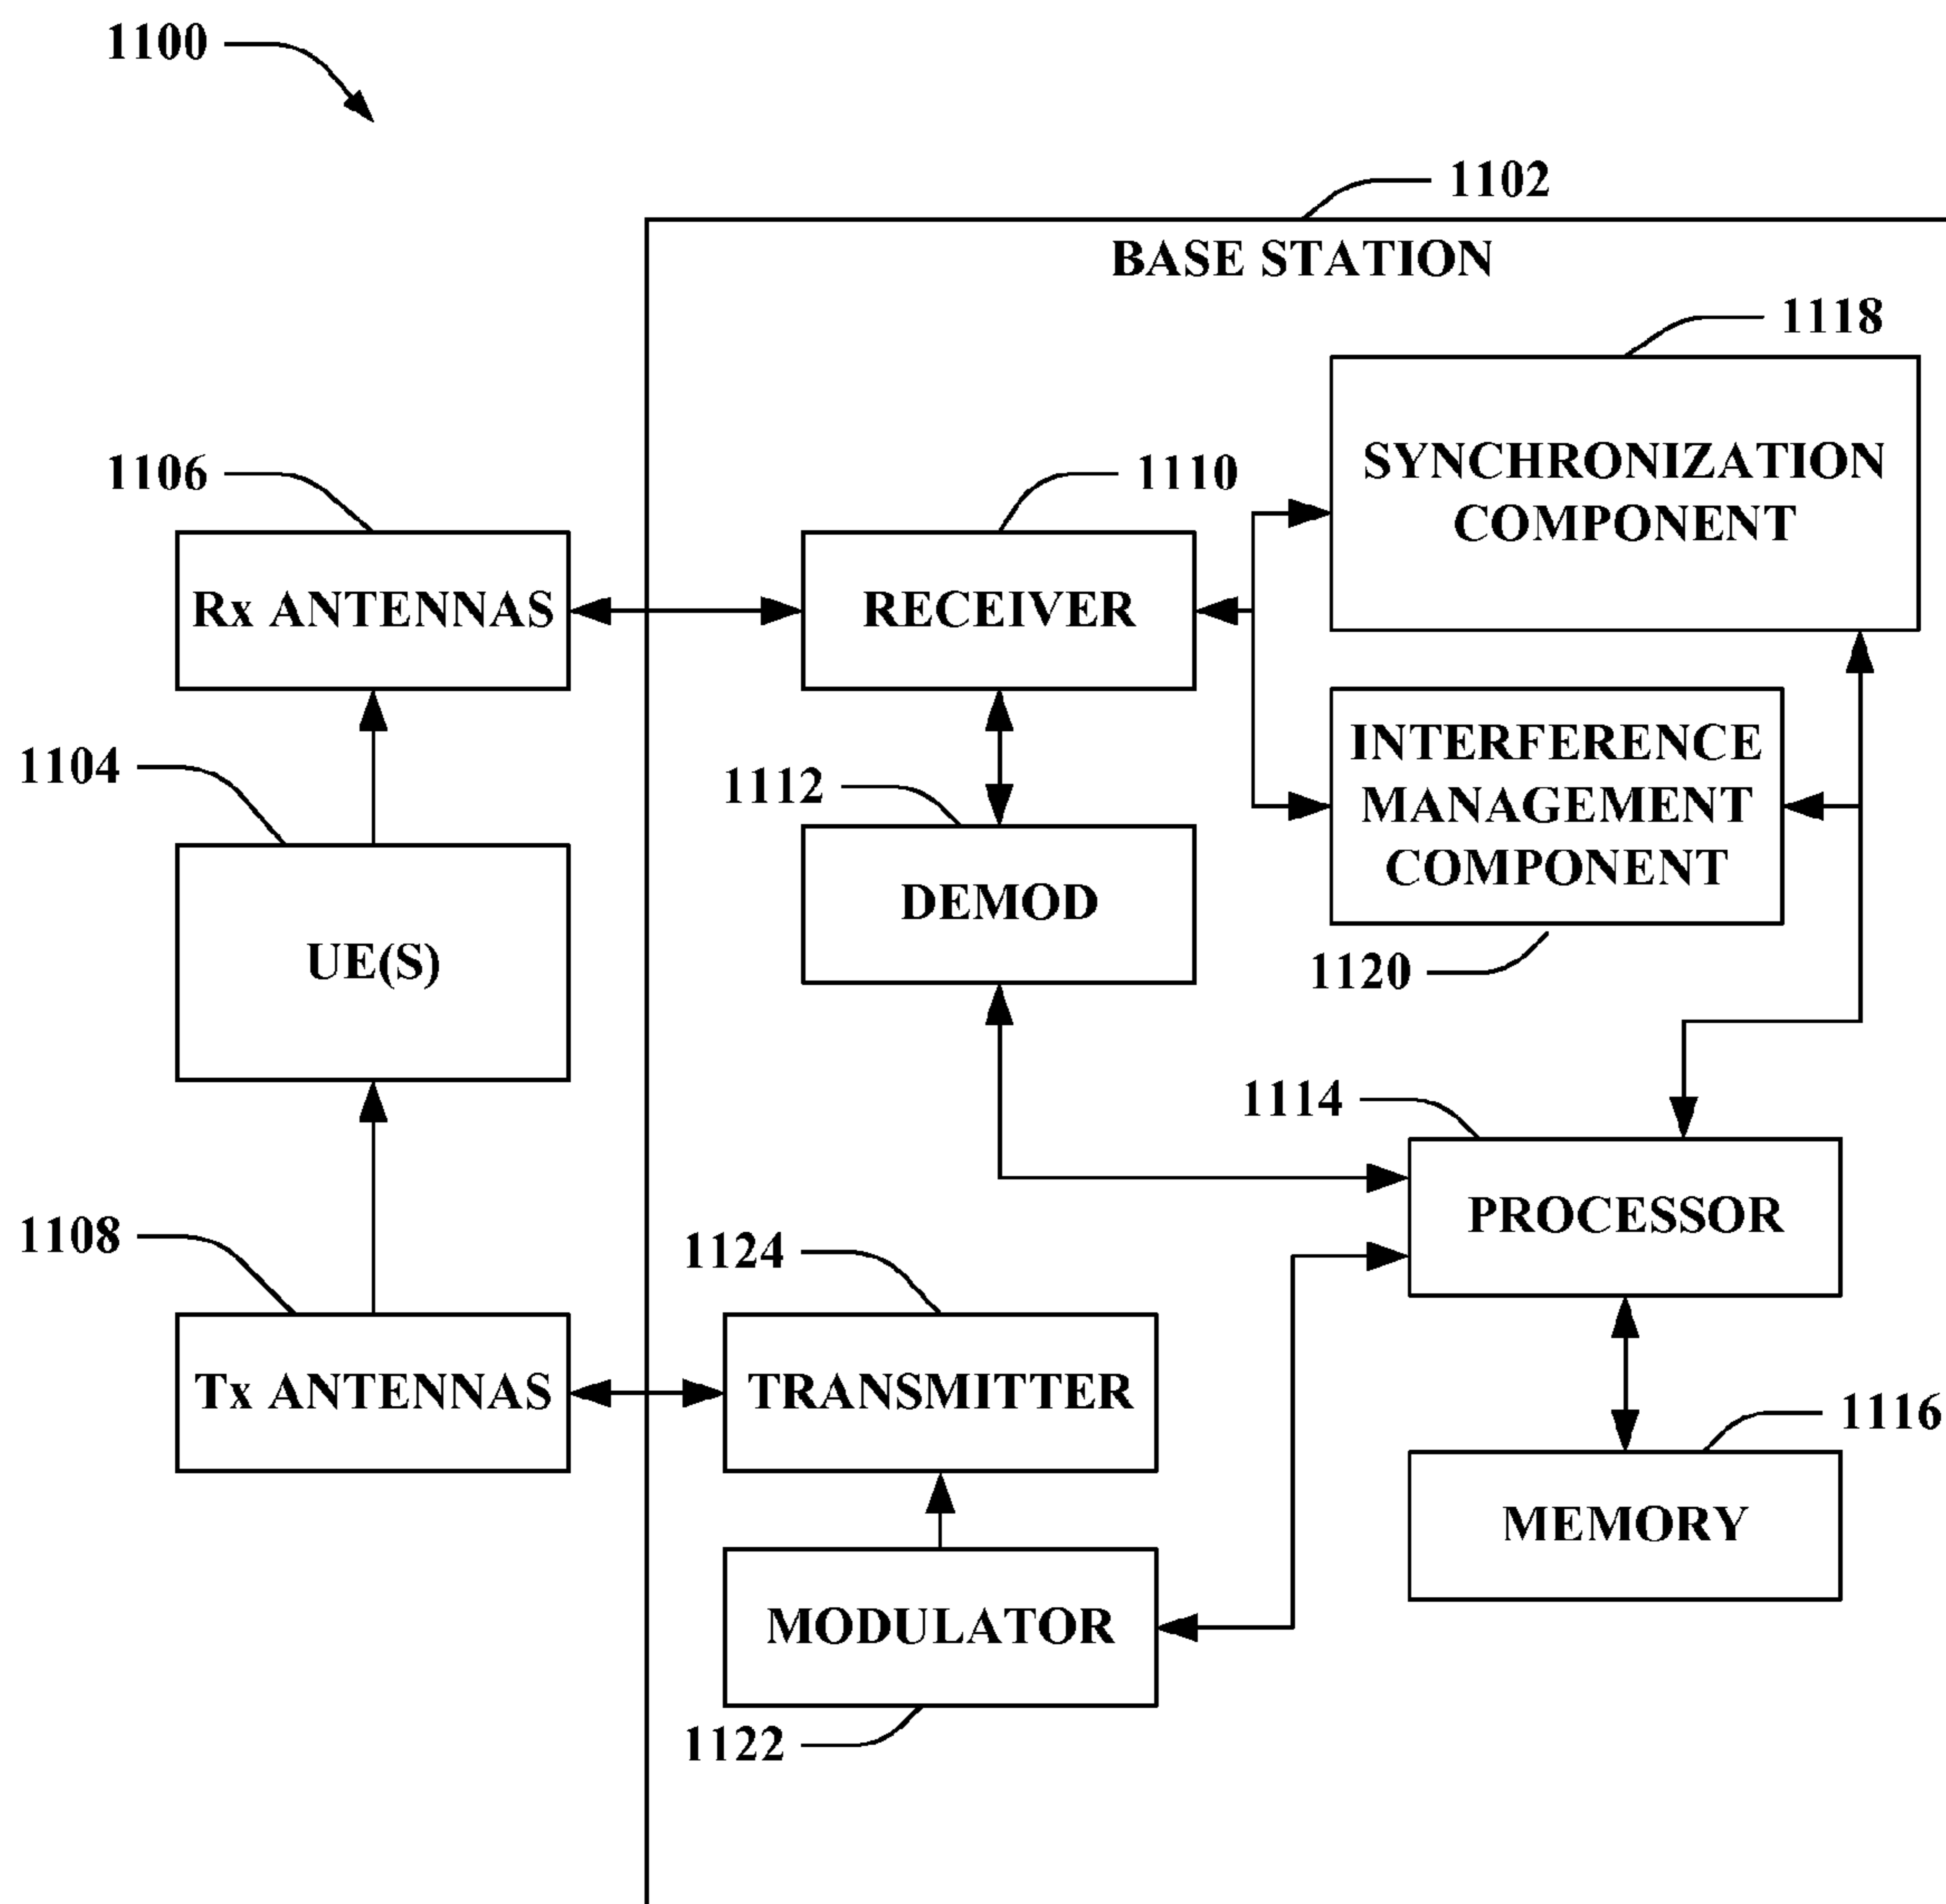 1100
1102
BASE STATION
1118
SYNCHRONIZATION
COMPONENT
1106
1110
Rx ANTENNAS
RECEIVER
1104
1112
INTERFERENCE
MANAGEMENT
COMPONENT
DEMOD
UE(S)
1120
1114
PROCESSOR
1108
1124
Tx ANTENNAS
TRANSMITTER
1116
MEMORY
MODULATOR
1122